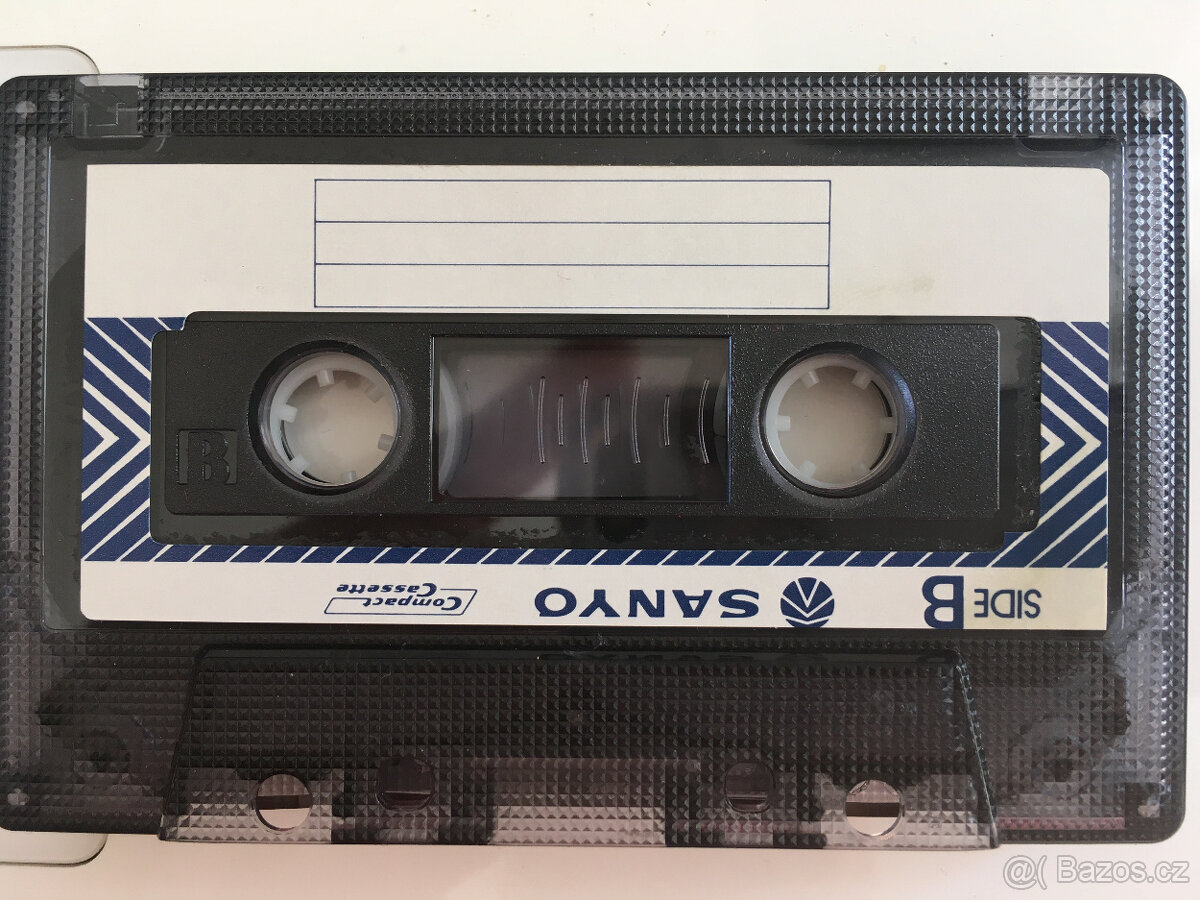 B
SIDE B SANYO Compact
Cassette
@( Bazos.cz